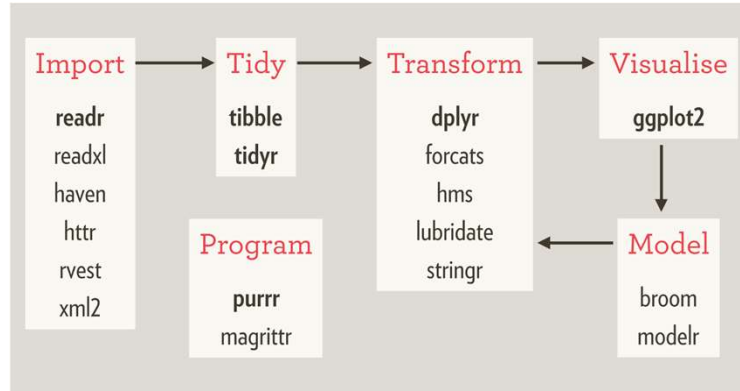 Import
readr
readxl
haven
httr
rvest
xml2
Tidy
tibble
tidyr
Program
purrr
magrittr
Transform
dplyr
forcats
hms
lubridate
stringr
Visualise
ggplot2
Model
broom
modelr